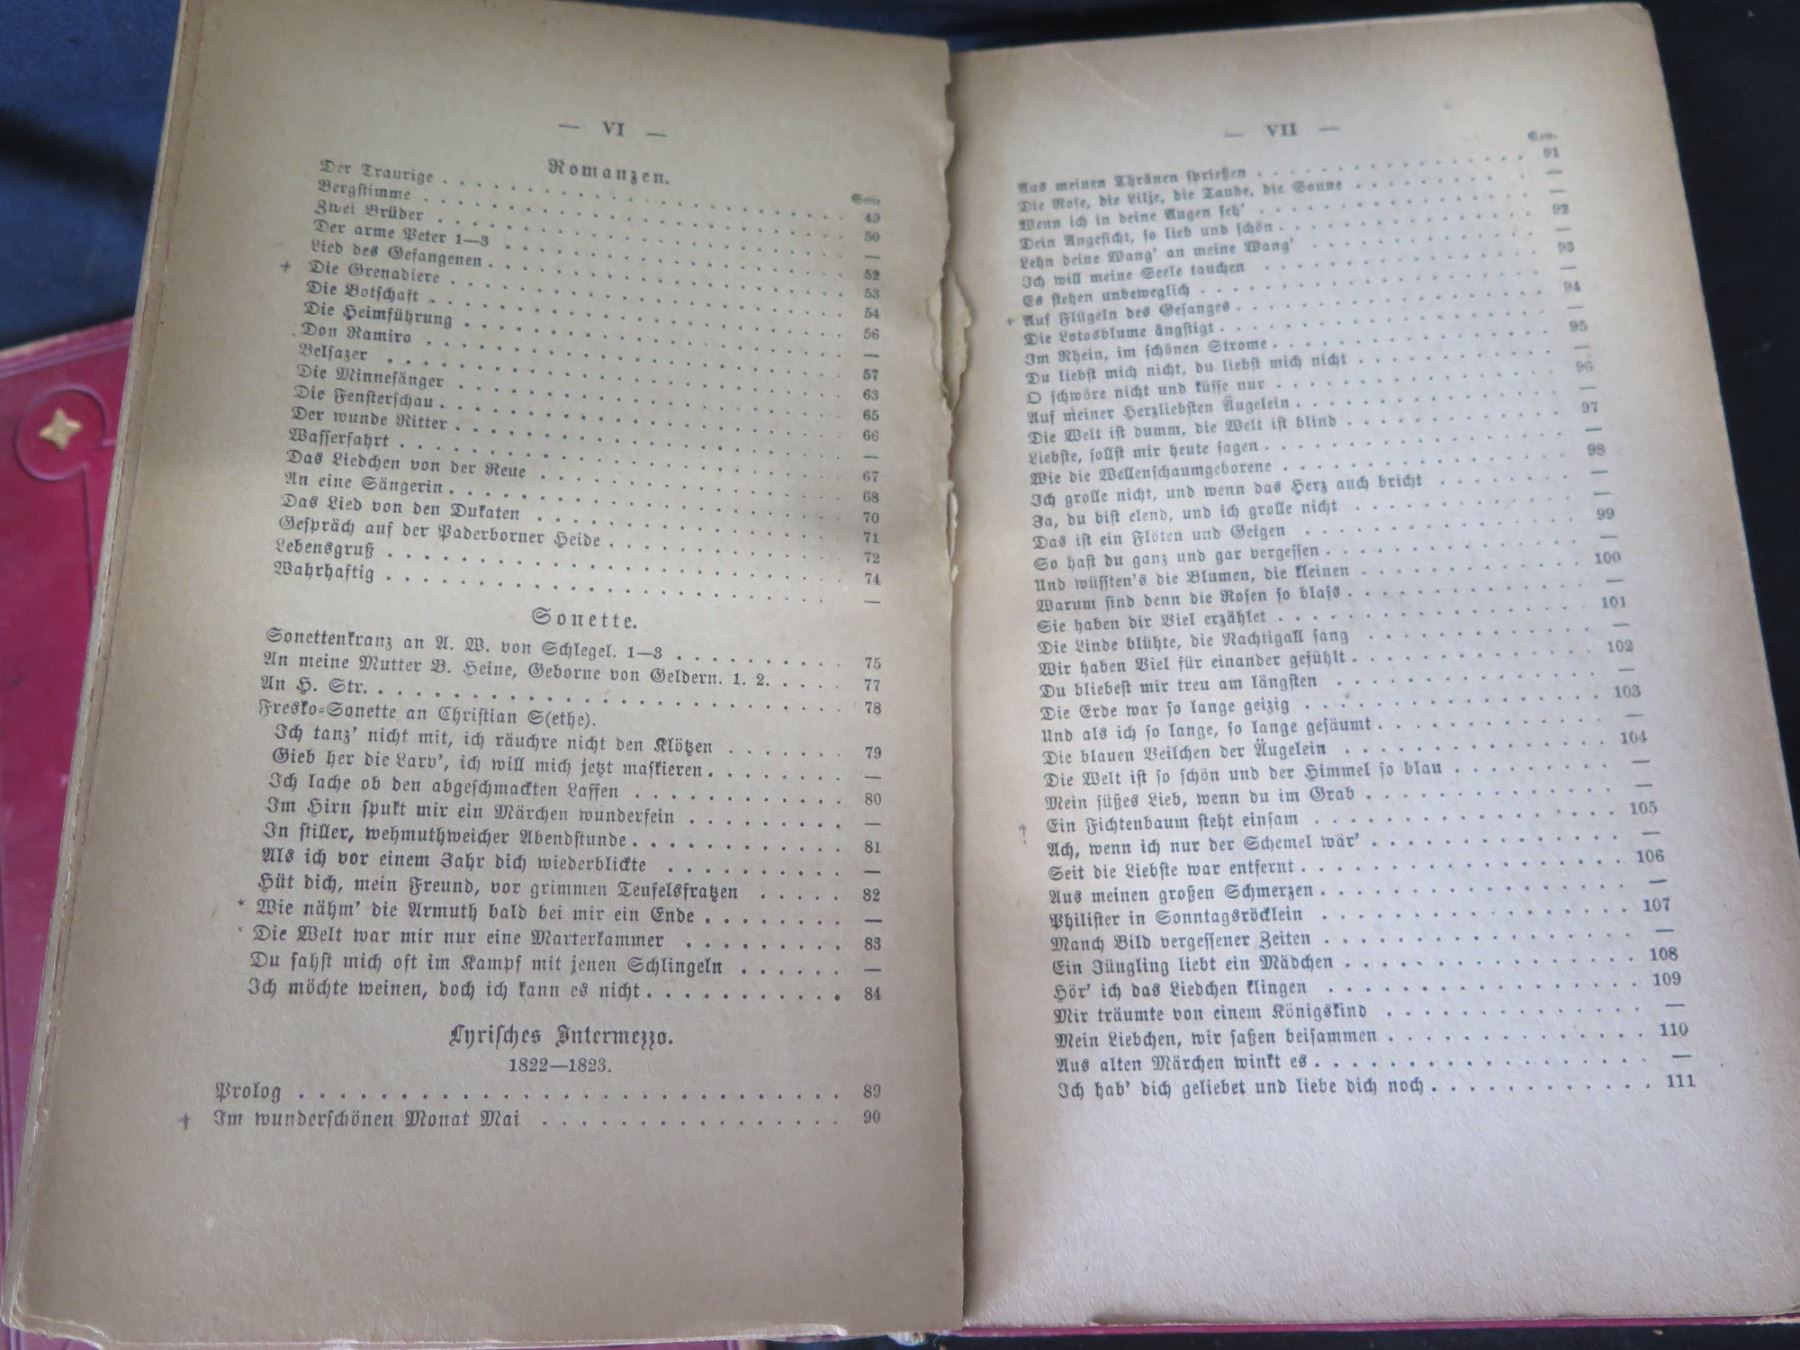 — VI —
Romanzen.
Seite
Der Traurige . . . . . 49
Bergstimme . . . . . 50
Zwei Brüder . . . . . —
Der arme Peter 1—3 . . . . . 52
Lied des Gefangenen . . . . . 53
+ Die Grenadiere . . . . . 54
Die Botschaft . . . . . 56
Die Heimführung . . . . . —
Don Ramiro . . . . . 57
Belsazer . . . . . 63
Die Minnesänger . . . . . 65
Die Fensterschau . . . . . 66
Der wunde Ritter . . . . . —
Wasserfahrt . . . . . 67
Das Liedchen von der Reue . . . . . 68
An eine Sängerin . . . . . 70
Das Lied von den Dukaten . . . . . 71
Gespräch auf der Paderborner Heide . . . . . 72
Lebensgruß . . . . . 74
Wahrhaftig . . . . . —
Sonette.
Sonettenkranz an A. W. von Schlegel. 1—3 . . . . . 75
An meine Mutter B. Heine, Geborne von Geldern. 1. 2. . . . . . 77
An H. Str. . . . . . 78
Fresko-Sonette an Christian S(ethe).
Ich tanz' nicht mit, ich räuchre nicht den Klötzen . . . . . 79
Gieb her die Larv', ich will mich jetzt maskieren . . . . . —
Ich lache ob den abgeschmackten Laffen . . . . . 80
Im Hirn spukt mir ein Märchen wunderfein . . . . . —
In stiller, wehmuthweicher Abendstunde . . . . . 81
Als ich vor einem Jahr dich wiederblickte . . . . . —
Hüt dich, mein Freund, vor grimmen Teufelsfratzen . . . . . 82
* Wie nähm' die Armuth bald bei mir ein Ende . . . . . —
Die Welt war mir nur eine Marterkammer . . . . . 83
Du sahst mich oft im Kampf mit jenen Schlingeln . . . . . —
Ich möchte weinen, doch ich kann es nicht . . . . . 84
Lyrisches Intermezzo.
1822—1823.
Prolog . . . . . 89
+ Im wunderschönen Monat Mai . . . . . 90
— VII —
Seite
Aus meinen Thränen sprießen . . . . . 91
Die Rose, die Lilje, die Taube, die Sonne . . . . . —
Wenn ich in deine Augen seh' . . . . .
Dein Angesicht, so lieb und schön . . . . . 92
Lehn deine Wang' an meine Wang' . . . . . —
Ich will meine Seele tauchen . . . . . 93
Es stehen unbeweglich . . . . . —
+ Auf Flügeln des Gesanges . . . . . 94
Die Lotosblume ängstigt . . . . .
Im Rhein, im schönen Strome . . . . . 95
Du liebst mich nicht, du liebst mich nicht . . . . . —
O schwöre nicht und küsse nur . . . . . 96
Auf meiner Herzliebsten Äugelein . . . . . —
Die Welt ist dumm, die Welt ist blind . . . . . 97
Liebste, sollst mir heute sagen . . . . . —
Wie die Wellenschaumgeborene . . . . . 98
Ich grolle nicht, und wenn das Herz auch bricht . . . . . —
Ja, du bist elend, und ich grolle nicht . . . . . —
Das ist ein Flöten und Geigen . . . . . 99
So hast du ganz und gar vergessen . . . . . —
Und wüssten's die Blumen, die kleinen . . . . . 100
Warum sind denn die Rosen so blass . . . . . —
Sie haben dir Viel erzählet . . . . . 101
Die Linde blühte, die Nachtigall sang . . . . . —
Wir haben Viel für einander gefühlt . . . . . 102
Du bliebest mir treu am längsten . . . . . —
Die Erde war so lange geizig . . . . . 103
Und als ich so lange, so lange gesäumt . . . . . —
Die blauen Veilchen der Äugelein . . . . . 104
Die Welt ist so schön und der Himmel so blau . . . . . —
Mein süßes Lieb, wenn du im Grab . . . . . —
+ Ein Fichtenbaum steht einsam . . . . . 105
Ach, wenn ich nur der Schemel wär' . . . . . —
Seit die Liebste war entfernt . . . . . 106
Aus meinen großen Schmerzen . . . . . —
Philister in Sonntagsröcklein . . . . . 107
Manch Bild vergessener Zeiten . . . . . —
Ein Jüngling liebt ein Mädchen . . . . . 108
Hör' ich das Liedchen klingen . . . . . 109
Mir träumte von einem Königskind . . . . . —
Mein Liebchen, wir saßen beisammen . . . . . 110
Aus alten Märchen winkt es . . . . . —
Ich hab' dich geliebet und liebe dich noch . . . . . 111